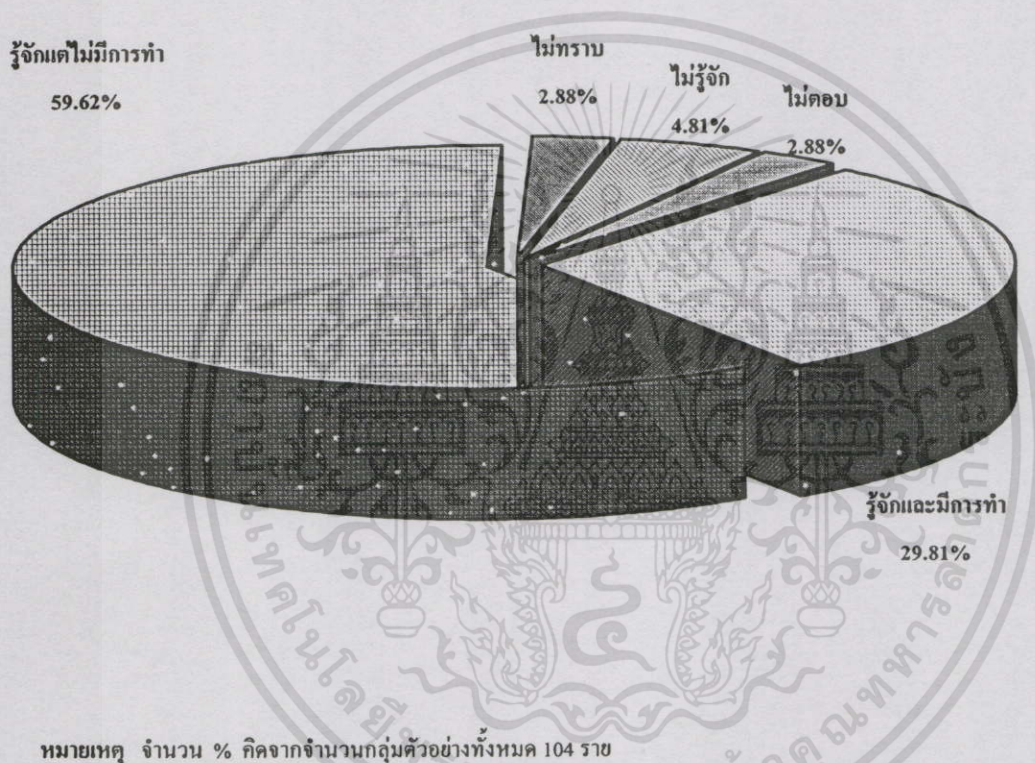 รู้จักแต่ไม่มีการทำ
59.62%
ไม่ทราบ
2.88%
ไม่รู้จัก
4.81%
ไม่ตอบ
2.88%
รู้จักและมีการทำ
29.81%
หมายเหตุ จำนวน % คิดจากจำนวนกลุ่มตัวอย่างทั้งหมด 104 ราย